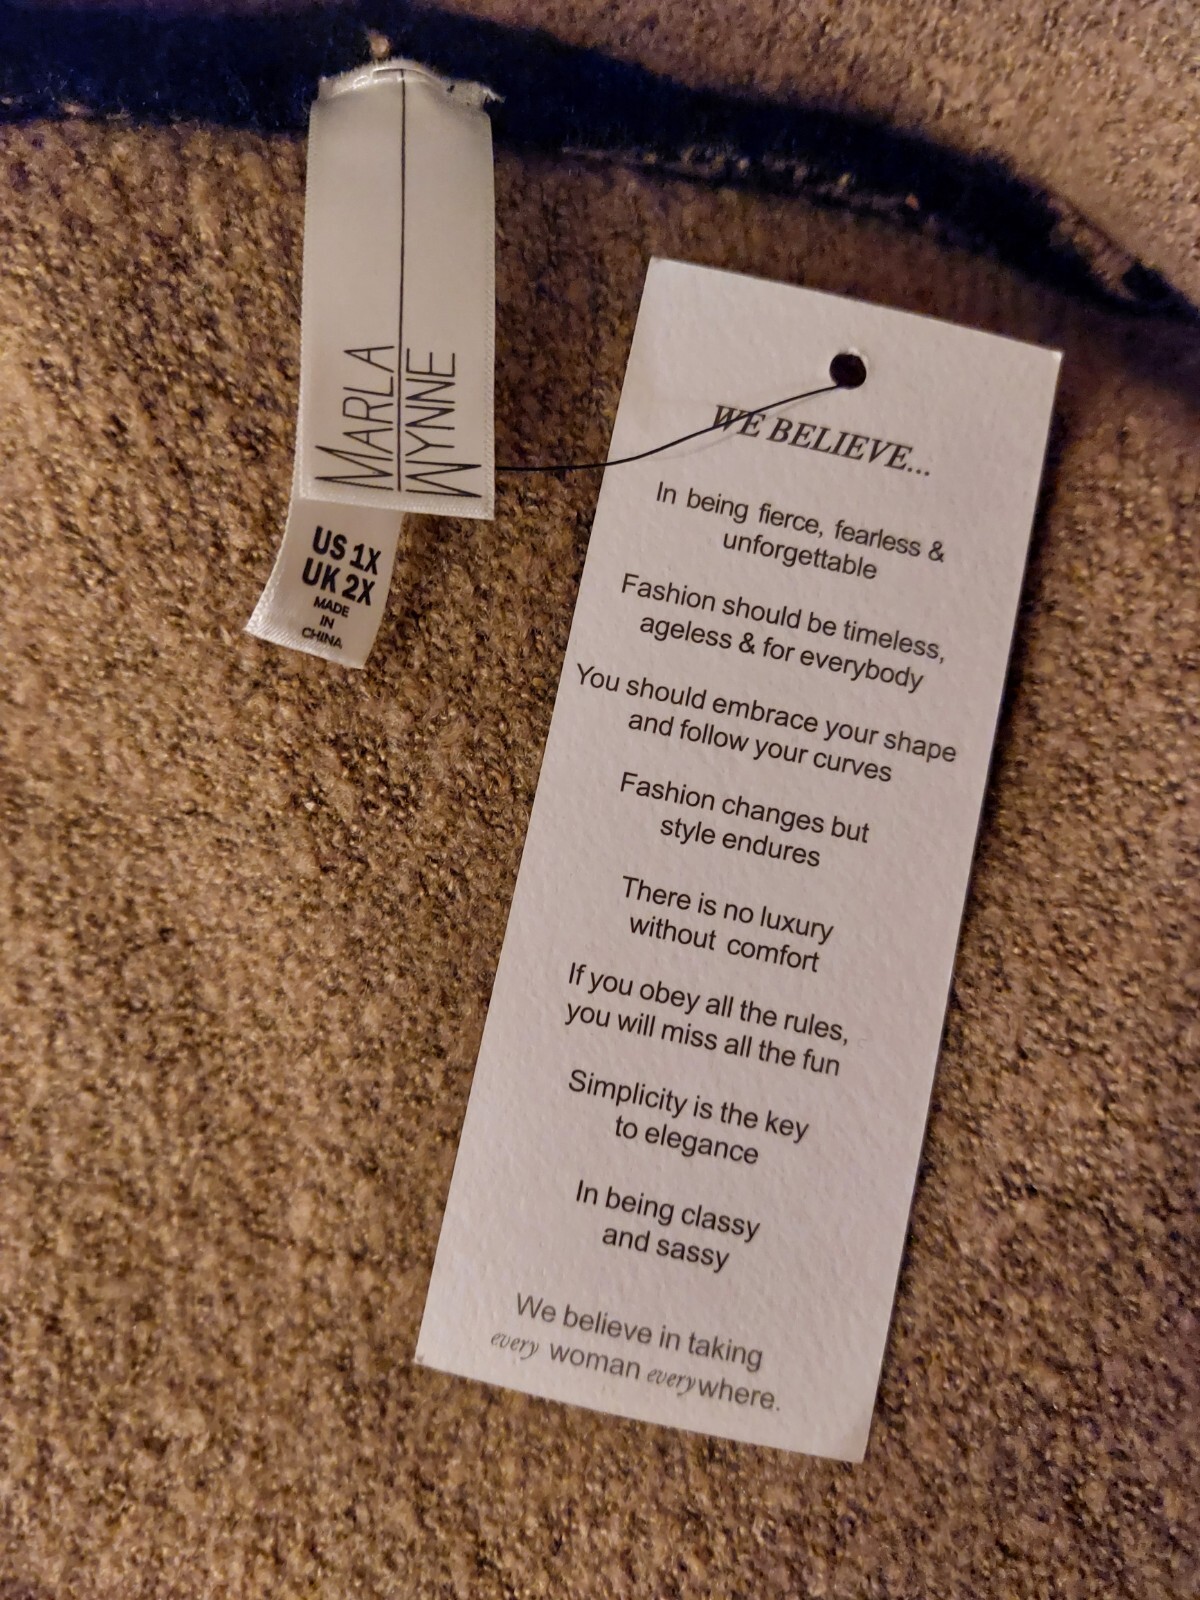 MARLA
WYNNE
US 1X
UK 2X
MADE
IN
CHINA
WE BELIEVE...
In being fierce, fearless &
unforgettable
Fashion should be timeless,
ageless & for everybody
You should embrace your shape
and follow your curves
Fashion changes but
style endures
There is no luxury
without comfort
If you obey all the rules,
you will miss all the fun
Simplicity is the key
to elegance
In being classy
and sassy
We believe in taking
every woman everywhere.